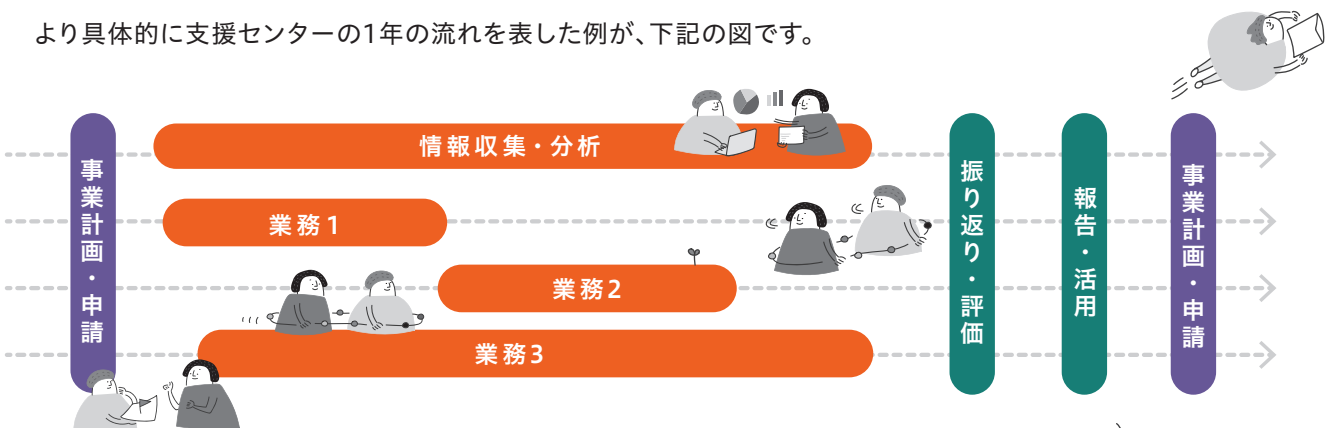 より具体的に支援センターの1年の流れを表した例が、下記の図です。
事業計画・申請
情報収集・分析
業務1
業務2
業務3
振り返り・評価
報告・活用
事業計画・申請